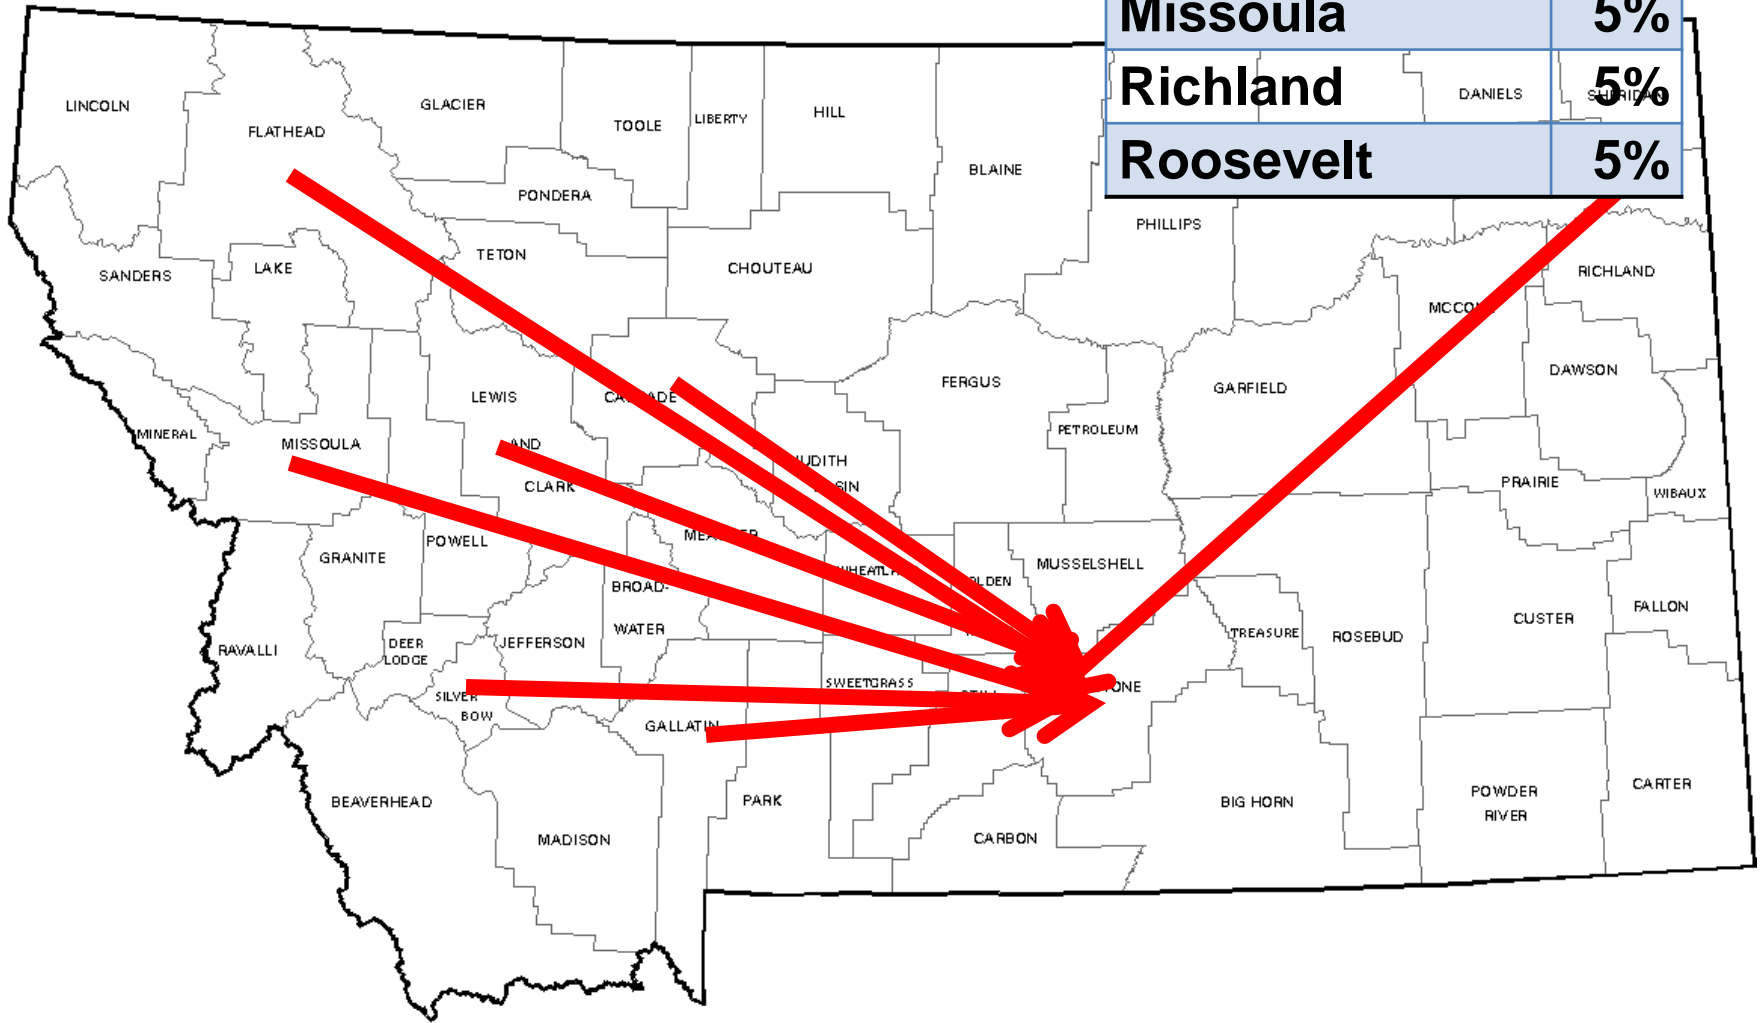 Missoula 5%
Richland 5%
Roosevelt 5%
LINCOLN
FLATHEAD
GLACIER
TOOLE
LIBERTY
HILL
BLAINE
DANIELS
SHERIDAN
PONDERA
PHILLIPS
SANDERS
LAKE
TETON
CHOUTEAU
RICHLAND
LEWIS
AND
CLARK
FERGUS
GARFIELD
DAWSON
MINERAL
MISSOULA
PETROLEUM
PRAIRIE
WIBAUX
GRANITE
POWELL
MUSSELSHELL
BROAD-
WATER
CUSTER
FALLON
RAVALLI
DEER
LODGE
JEFFERSON
TREASURE
ROSEBUD
SILVER
BOW
SWEETGRASS
GALLATIN
BEAVERHEAD
MADISON
PARK
CARBON
BIG HORN
POWDER
RIVER
CARTER